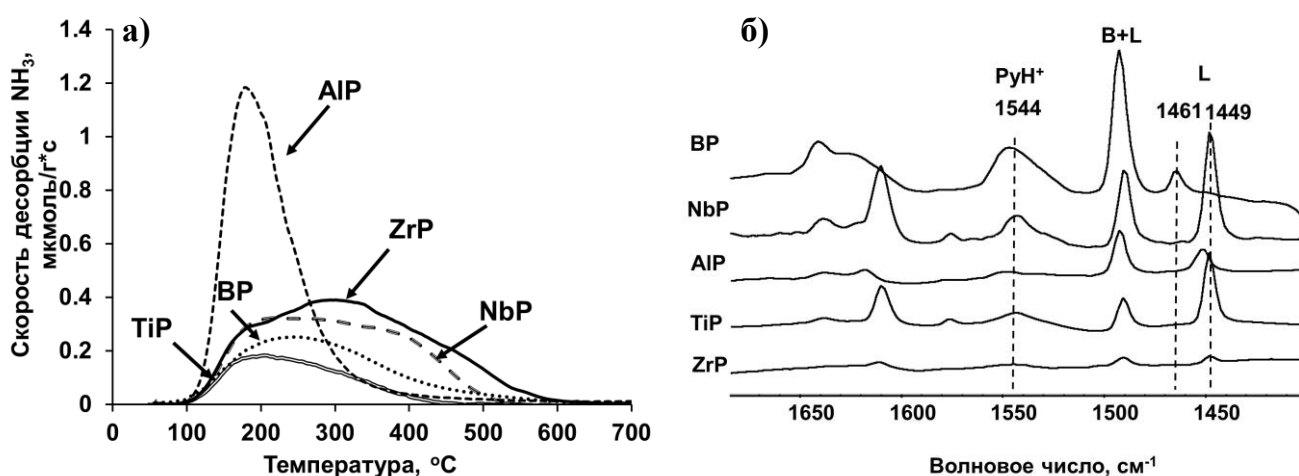 а)
Скорость десорбции NH3,
мкмоль/г*с
1.4
1.2
1
0.8
0.6
0.4
0.2
0
AlP
ZrP
BP
TiP
NbP
0 100 200 300 400 500 600 700
Температура, °C
б)
B+L
PyH+
L
1544
1461 1449
BP
NbP
AlP
TiP
ZrP
1650 1600 1550 1500 1450
Волновое число, см-1